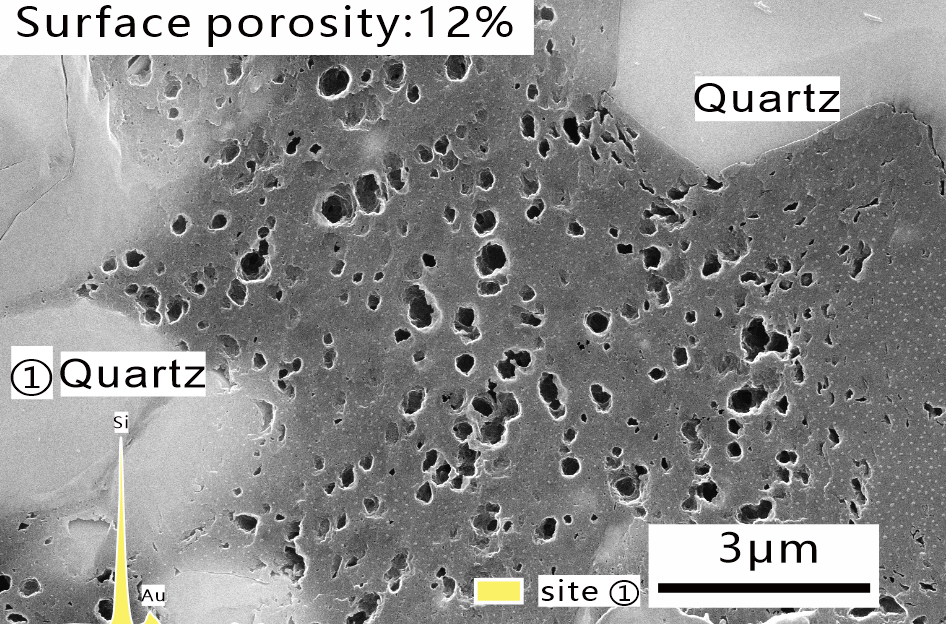 Surface porosity:12%
Quartz
① Quartz
Si
Au
site ①
3μm